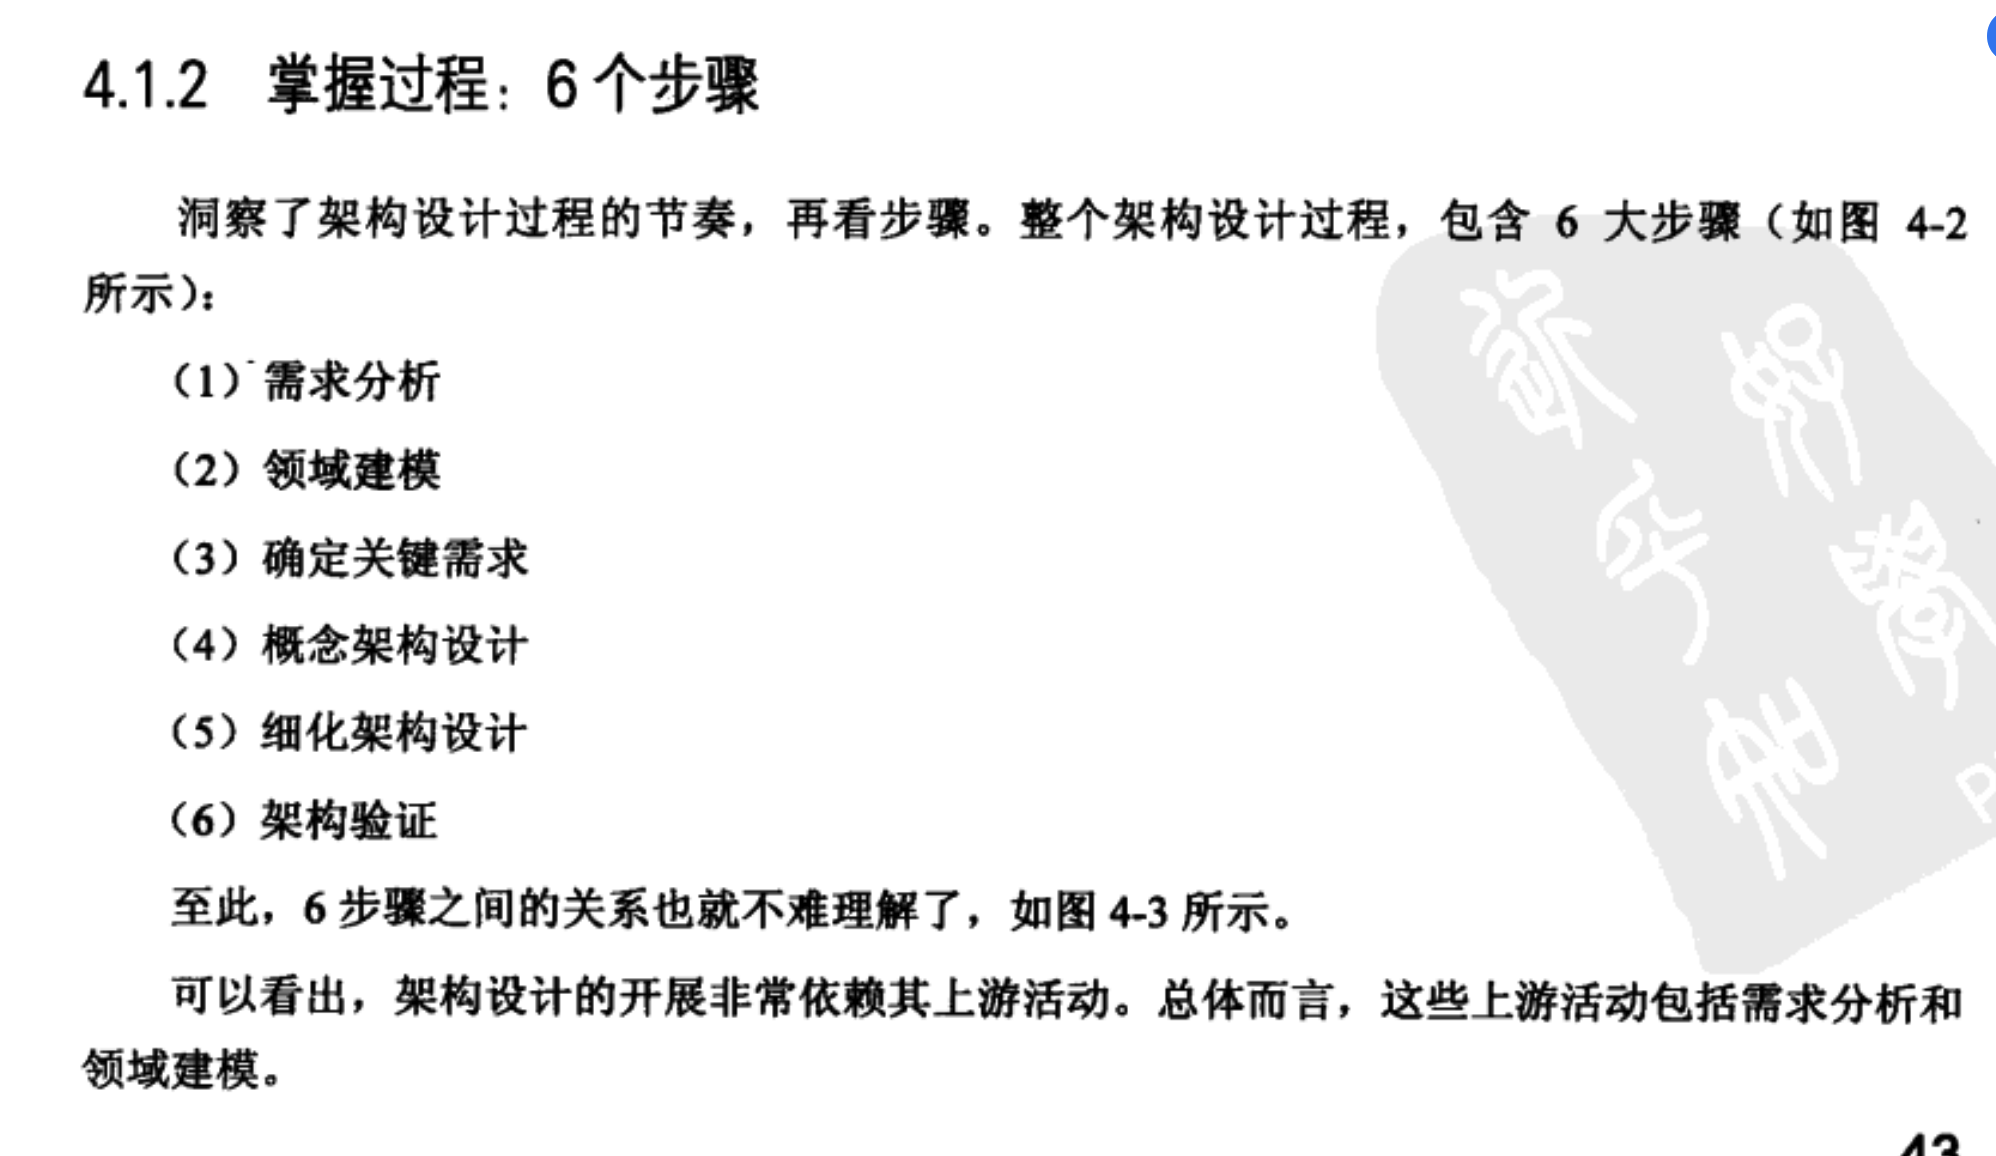 4.1.2 掌握过程：6 个步骤
洞察了架构设计过程的节奏，再看步骤。整个架构设计过程，包含 6 大步骤（如图 4-2
所示）：
（1）需求分析
（2）领域建模
（3）确定关键需求
（4）概念架构设计
（5）细化架构设计
（6）架构验证
至此，6 步骤之间的关系也就不难理解了，如图 4-3 所示。
可以看出，架构设计的开展非常依赖其上游活动。总体而言，这些上游活动包括需求分析和
领域建模。
43